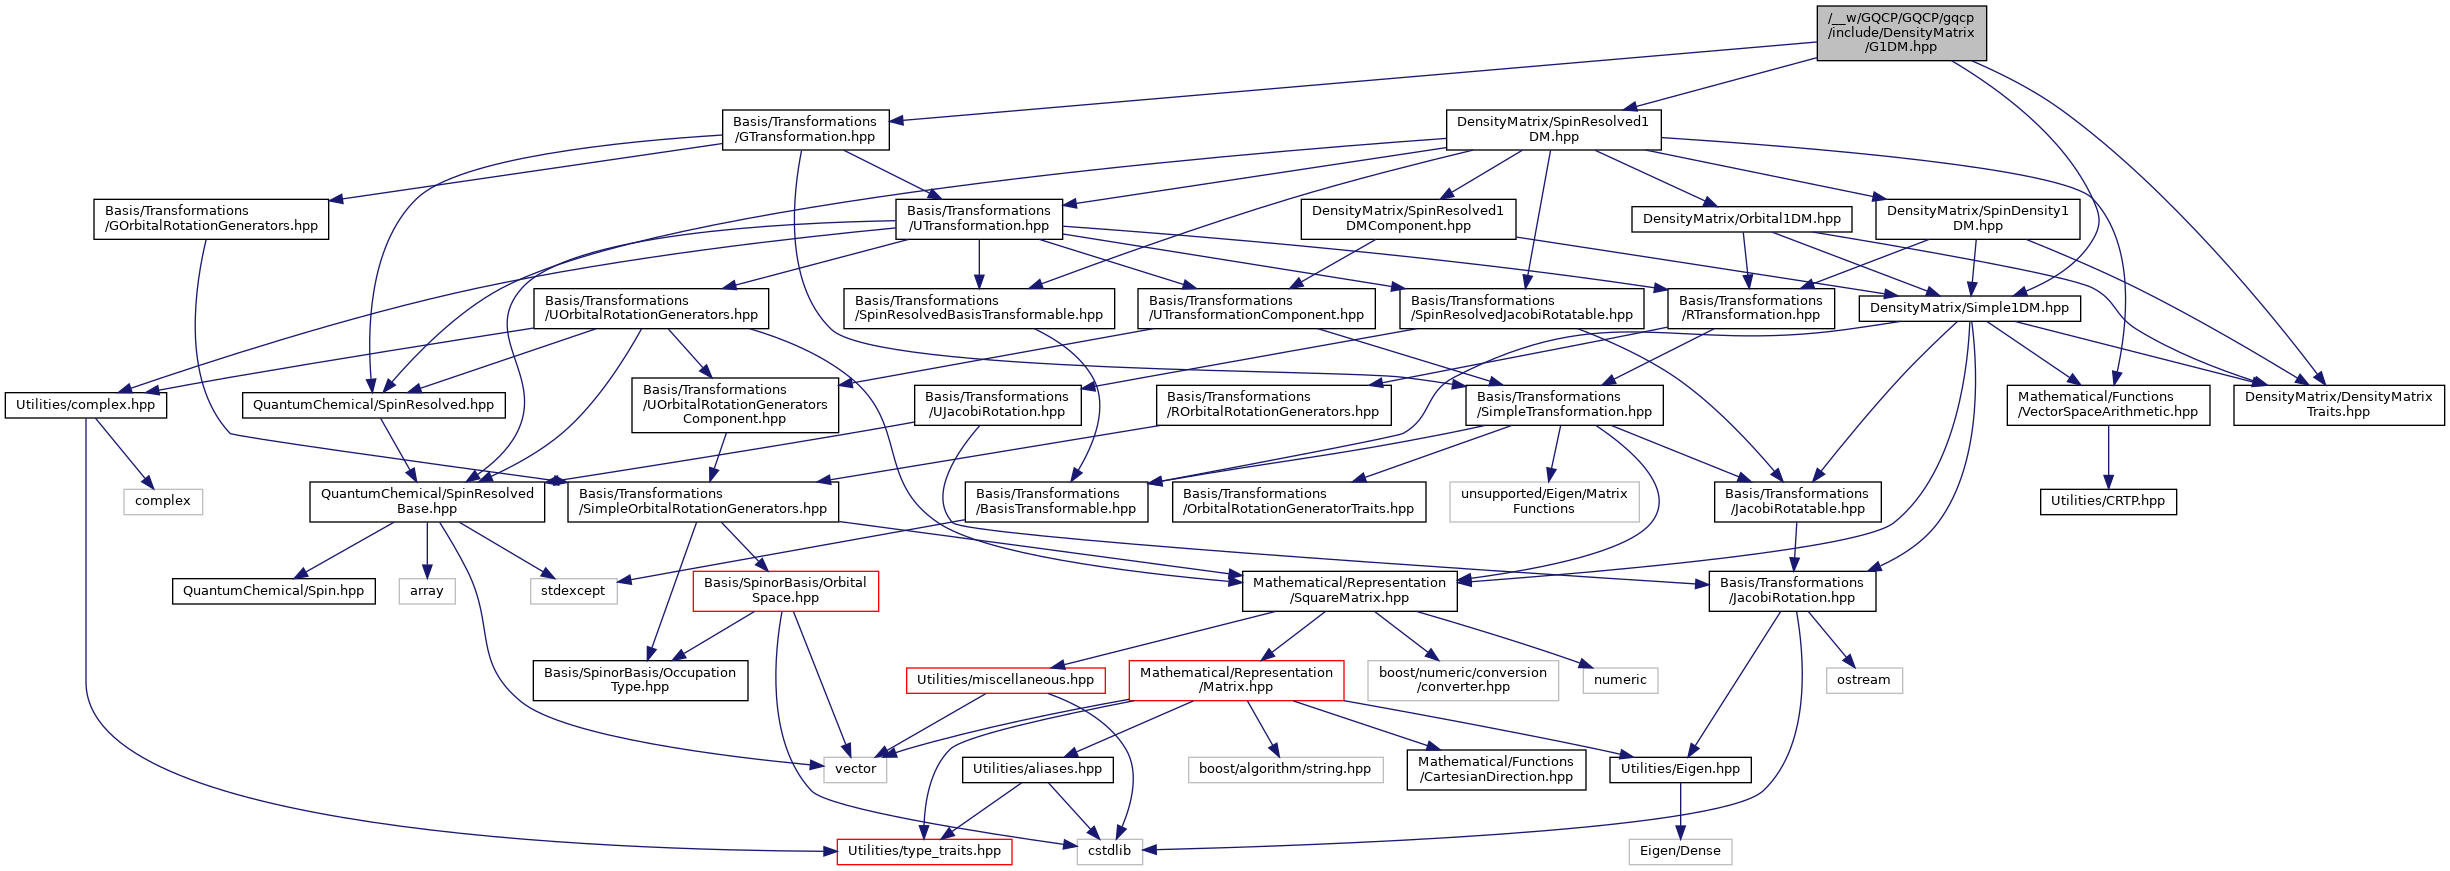 /__w/GQCP/GQCP/gqcp
/include/DensityMatrix
/G1DM.hpp
Basis/Transformations
/GTransformation.hpp
DensityMatrix/SpinResolved1
DM.hpp
Basis/Transformations
/GOrbitalRotationGenerators.hpp
Basis/Transformations
/UTransformation.hpp
DensityMatrix/SpinResolved1
DMComponent.hpp
DensityMatrix/Orbital1DM.hpp
DensityMatrix/SpinDensity1
DM.hpp
Basis/Transformations
/UOrbitalRotationGenerators.hpp
Basis/Transformations
/SpinResolvedBasisTransformable.hpp
Basis/Transformations
/UTransformationComponent.hpp
Basis/Transformations
/SpinResolvedJacobiRotatable.hpp
Basis/Transformations
/RTransformation.hpp
DensityMatrix/Simple1DM.hpp
Utilities/complex.hpp
QuantumChemical/SpinResolved.hpp
Basis/Transformations
/UOrbitalRotationGenerators
Component.hpp
Basis/Transformations
/UJacobiRotation.hpp
Basis/Transformations
/ROrbitalRotationGenerators.hpp
Basis/Transformations
/SimpleTransformation.hpp
Mathematical/Functions
/VectorSpaceArithmetic.hpp
DensityMatrix/DensityMatrix
Traits.hpp
complex
QuantumChemical/SpinResolved
Base.hpp
Basis/Transformations
/SimpleOrbitalRotationGenerators.hpp
Basis/Transformations
/BasisTransformable.hpp
Basis/Transformations
/OrbitalRotationGeneratorTraits.hpp
unsupported/Eigen/Matrix
Functions
Basis/Transformations
/JacobiRotatable.hpp
Utilities/CRTP.hpp
QuantumChemical/Spin.hpp
array
stdexcept
Basis/SpinorBasis/Orbital
Space.hpp
Mathematical/Representation
/SquareMatrix.hpp
Basis/Transformations
/JacobiRotation.hpp
Basis/SpinorBasis/Occupation
Type.hpp
Utilities/miscellaneous.hpp
Mathematical/Representation
/Matrix.hpp
boost/numeric/conversion
/converter.hpp
numeric
ostream
vector
Utilities/aliases.hpp
boost/algorithm/string.hpp
Mathematical/Functions
/CartesianDirection.hpp
Utilities/Eigen.hpp
Utilities/type_traits.hpp
cstdlib
Eigen/Dense